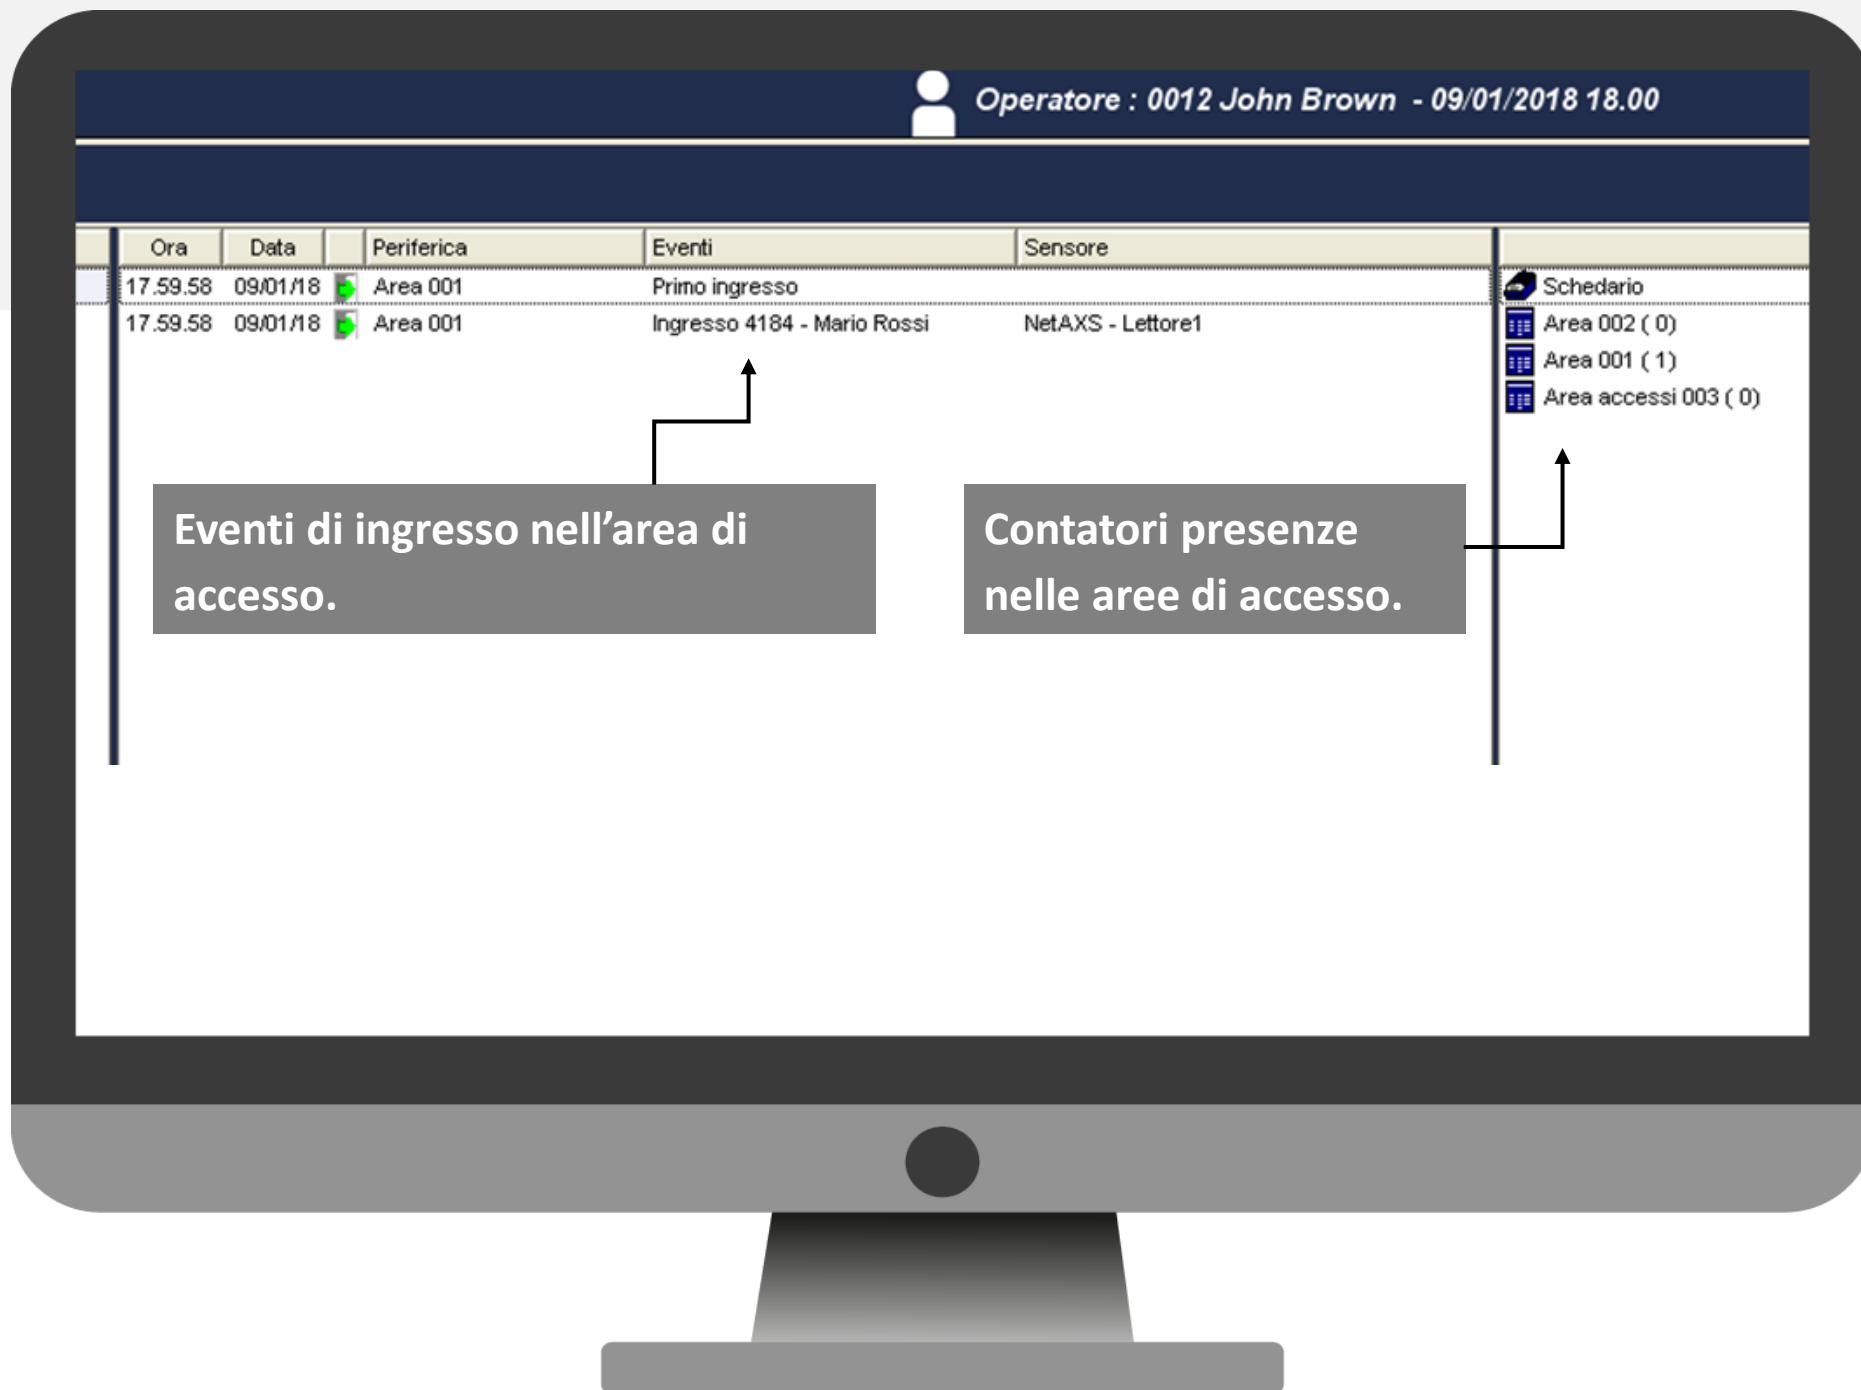 Operatore : 0012 John Brown - 09/01/2018 18.00
Ora Data Periferica Eventi Sensore
17.59.58 09/01/18 Area 001 Primo ingresso
17.59.58 09/01/18 Area 001 Ingresso 4184 - Mario Rossi NetAXS - Lettore1
Schedario
Area 002 ( 0)
Area 001 ( 1)
Area accessi 003 ( 0)
Eventi di ingresso nell’area di
accesso.
Contatori presenze
nelle aree di accesso.